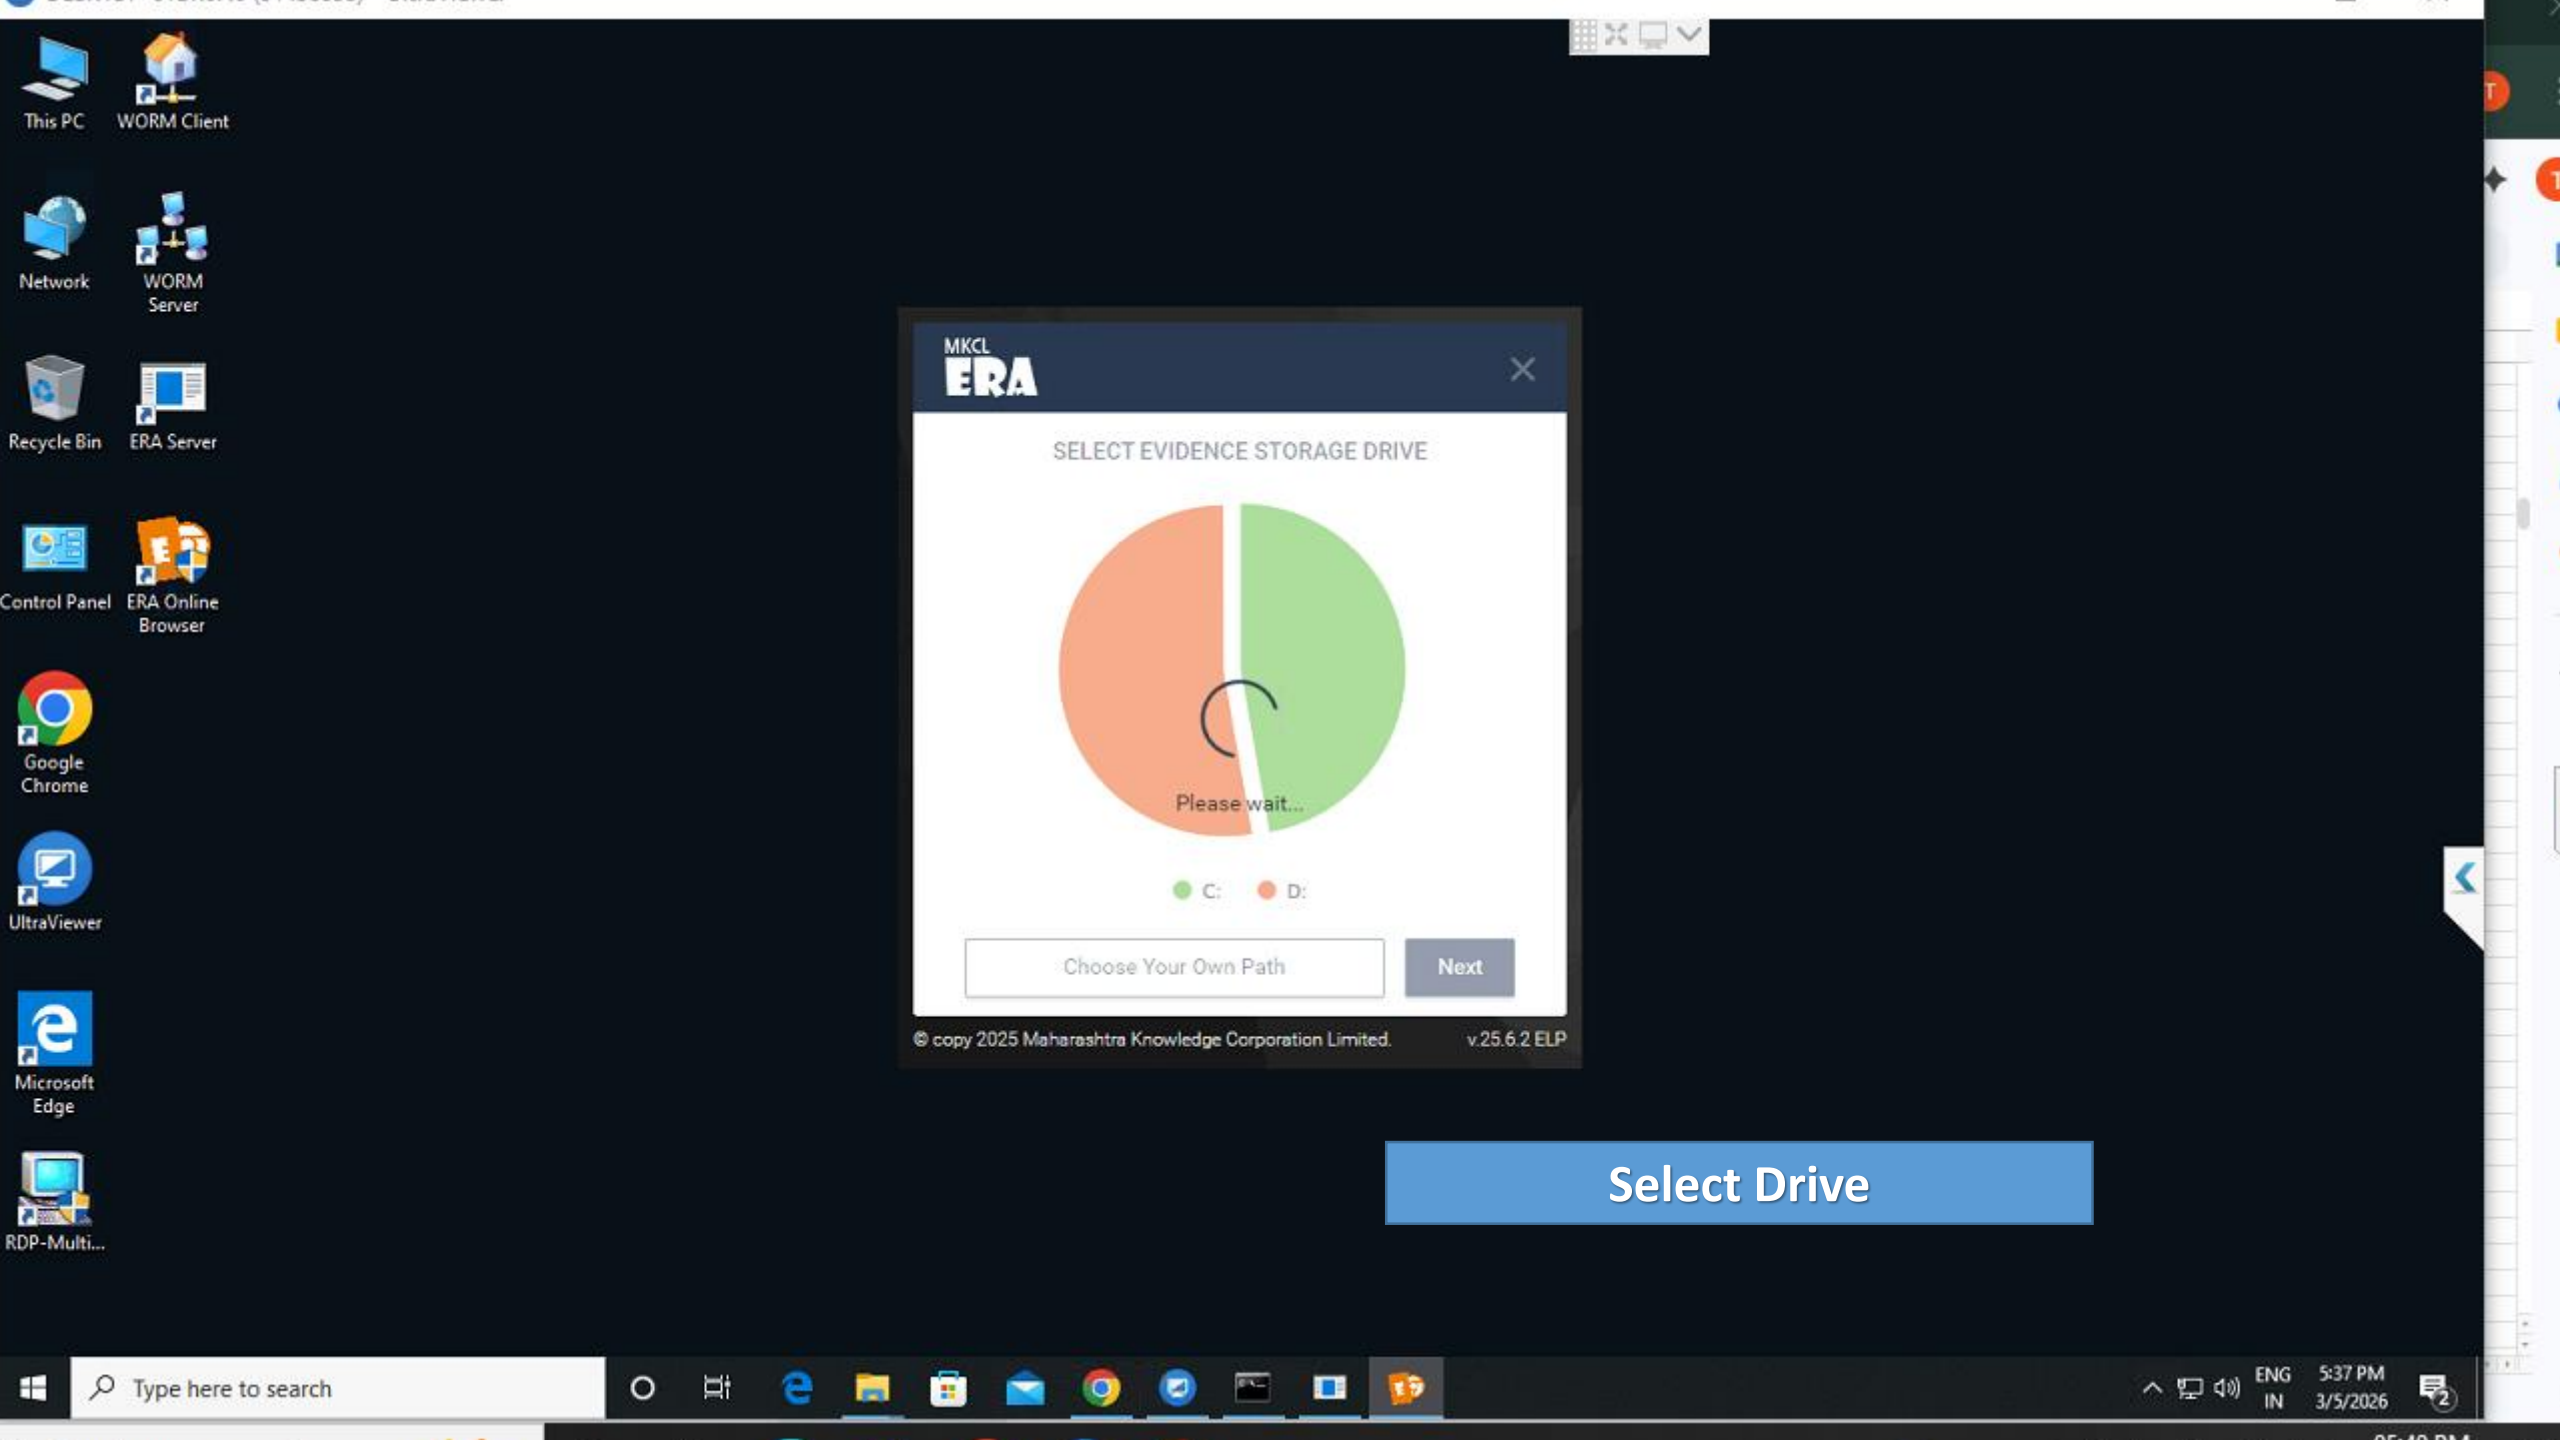 This PC
WORM Client
Network
WORM
Server
Recycle Bin
ERA Server
Control Panel
ERA Online
Browser
Google
Chrome
UltraViewer
Microsoft
Edge
RDP-Multi...
MKCL
ERA
SELECT EVIDENCE STORAGE DRIVE
Please wait...
C:
D:
Choose Your Own Path
Next
© copy 2025 Maharashtra Knowledge Corporation Limited.
v.25.6.2 ELP
Select Drive
Type here to search
ENG
IN
5:37 PM
3/5/2026
2
T